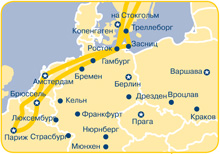 на Стокгольм
Треллеборг
Копенгаген
Засниц
Росток
Гамбург
Бремен
Амстердам
Берлин
Варшава
Брюссель
Кельн
Дрезден
Вроцлав
Люксембург
Франкфурт
Прага
Краков
Париж
Страсбург
Нюрнберг
Мюнхен